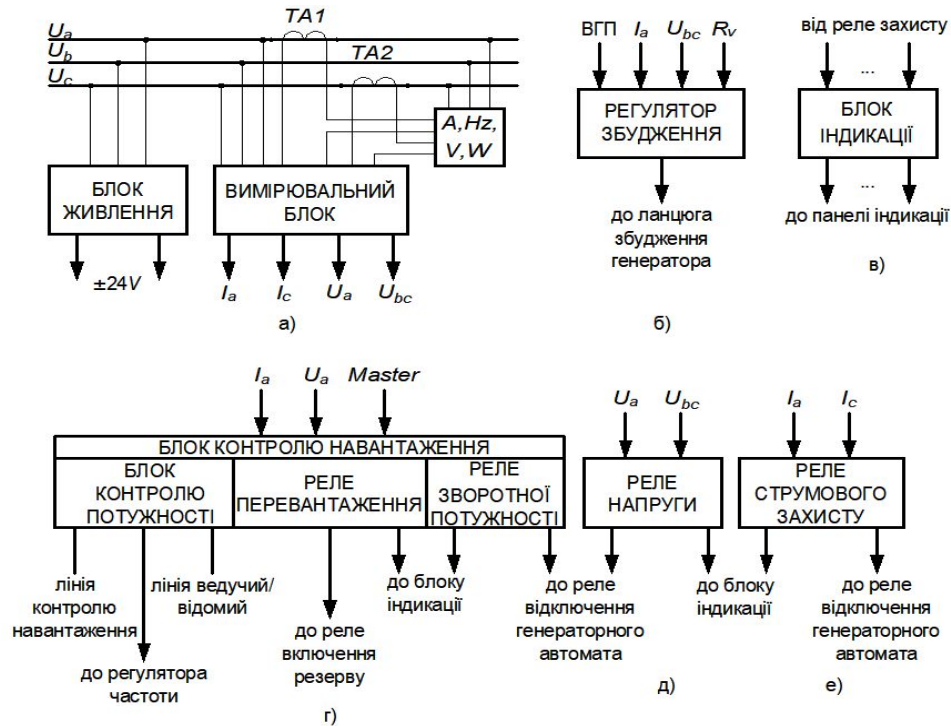 TA1
Ua
Ub
TA2
Uc
A,Hz,
V,W
БЛОК
ЖИВЛЕННЯ
ВИМІРЮВАЛЬНИЙ
БЛОК
±24V
Ia
Ic
Ua
Ubc
а)
ВГП
Ia
Ubc
Rv
РЕГУЛЯТОР
ЗБУДЖЕННЯ
до ланцюга
збудження
генератора
б)
від реле захисту
...
БЛОК
ІНДИКАЦІЇ
...
до панелі індикації
в)
Ia
Ua
Master
БЛОК КОНТРОЛЮ НАВАНТАЖЕННЯ
БЛОК
КОНТРОЛЮ
ПОТУЖНОСТІ
РЕЛЕ
ПЕРЕВАНТАЖЕННЯ
РЕЛЕ
ЗВОРОТНОЇ
ПОТУЖНОСТІ
лінія
контролю
навантаження
лінія ведучий/
відомий
до регулятора
частоти
до реле
включення
резерву
до блоку
індикації
до реле
відключення
генераторного
автомата
г)
Ua
Ubc
РЕЛЕ
НАПРУГИ
до блоку
індикації
д)
Ia
Ic
РЕЛЕ
СТРУМОВОГО
ЗАХИСТУ
до реле
відключення
генераторного
автомата
е)